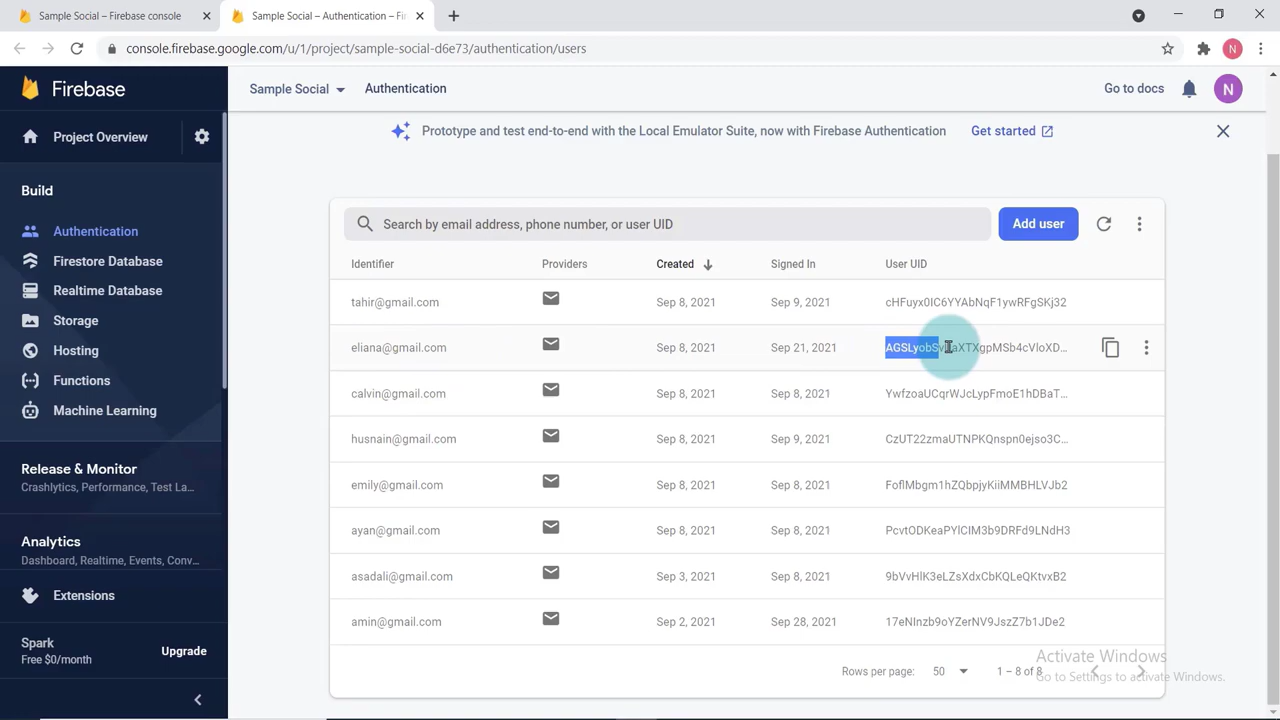 Sample Social – Firebase console
Sample Social – Authentication – Fi
console.firebase.google.com/u/1/project/sample-social-d6e73/authentication/users
N
Firebase
Sample Social
Authentication
Go to docs
N
Project Overview
Prototype and test end-to-end with the Local Emulator Suite, now with Firebase Authentication
Get started
Build
Authentication
Firestore Database
Realtime Database
Storage
Hosting
Functions
Machine Learning
Release & Monitor
Crashlytics, Performance, Test La...
Analytics
Dashboard, Realtime, Events, Conv...
Extensions
Spark
Free $0/month
Upgrade
Search by email address, phone number, or user UID
Add user
Identifier Providers Created Signed In User UID
tahir@gmail.com Sep 8, 2021 Sep 9, 2021 cHFuyx0IC6YYAbNqF1ywRFgSKj32
eliana@gmail.com Sep 8, 2021 Sep 21, 2021
calvin@gmail.com Sep 8, 2021 Sep 8, 2021 YwfzoaUCqrWJcLypFmoE1hDBaT...
husnain@gmail.com Sep 8, 2021 Sep 9, 2021 CzUT22zmaUTNPKQnspn0ejso3C...
emily@gmail.com Sep 8, 2021 Sep 8, 2021 FoflMbgm1hZQbpjyKiiMMBHLVJb2
ayan@gmail.com Sep 8, 2021 Sep 8, 2021 PcvtODKeaPYlCIM3b9DRFd9LNdH3
asadali@gmail.com Sep 3, 2021 Sep 8, 2021 9bVvHlK3eLZsXdxCbKQLeQKtvxB2
amin@gmail.com Sep 2, 2021 Sep 28, 2021 17eNInzb9oYZerNV9JszZ7b1JDe2
Rows per page: 50 1 – 8 of 8
Activate Windows
Go to Settings to activate Windows.